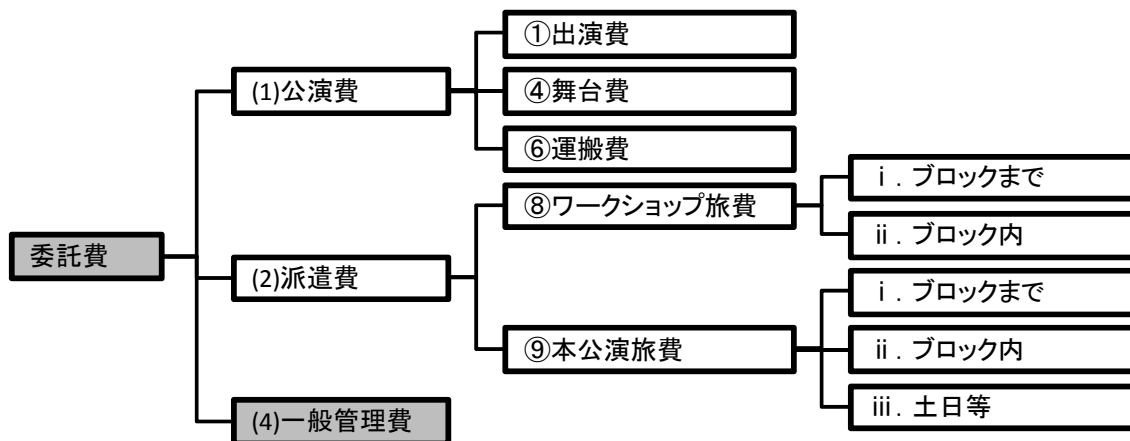 委託費
(1)公演費
①出演費
④舞台費
⑥運搬費
(2)派遣費
⑧ワークショップ旅費
ⅰ．ブロックまで
ⅱ．ブロック内
⑨本公演旅費
ⅰ．ブロックまで
ⅱ．ブロック内
ⅲ．土日等
(4)一般管理費